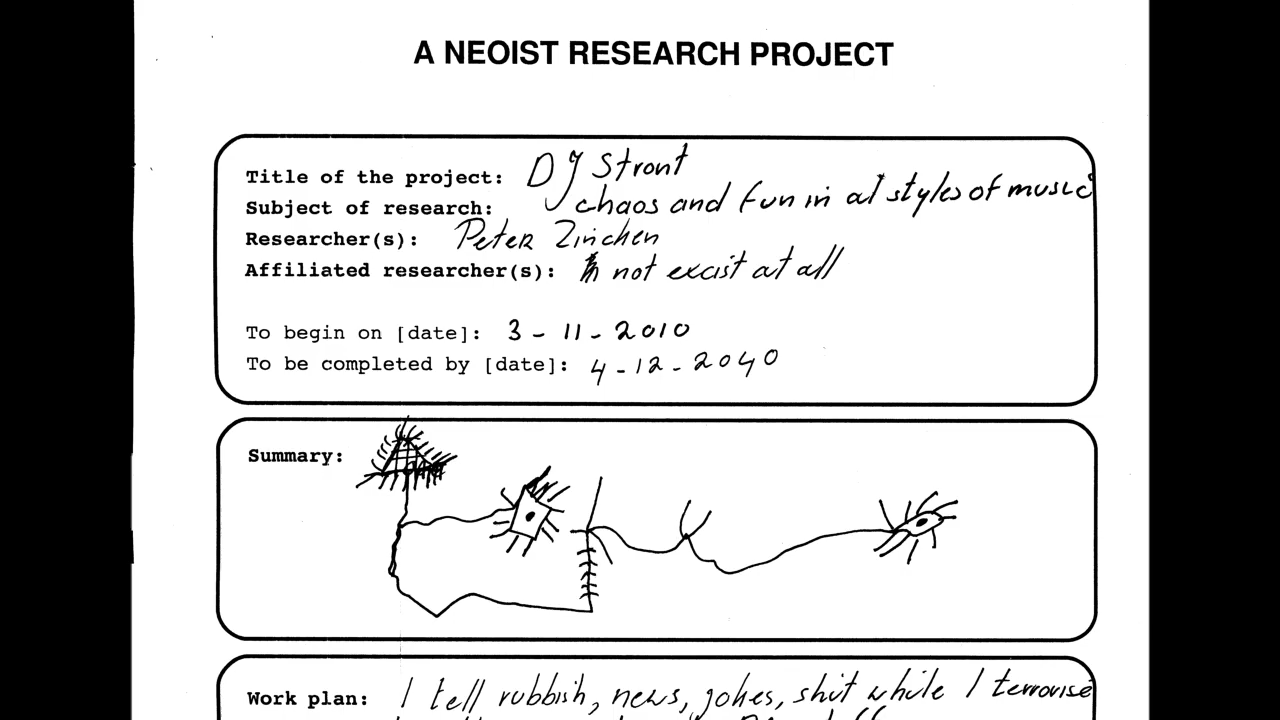 A NEOIST RESEARCH PROJECT
Title of the project: DJ Stront
Subject of research: chaos and fun in al styles of music
Researcher(s): Peter Zinchen
Affiliated researcher(s): not excist at all
To begin on [date]: 3 - 11 - 2010
To be completed by [date]: 4 - 12 - 2040
Summary:
Work plan: I tell rubbish, news, jokes, shit while I terrorise